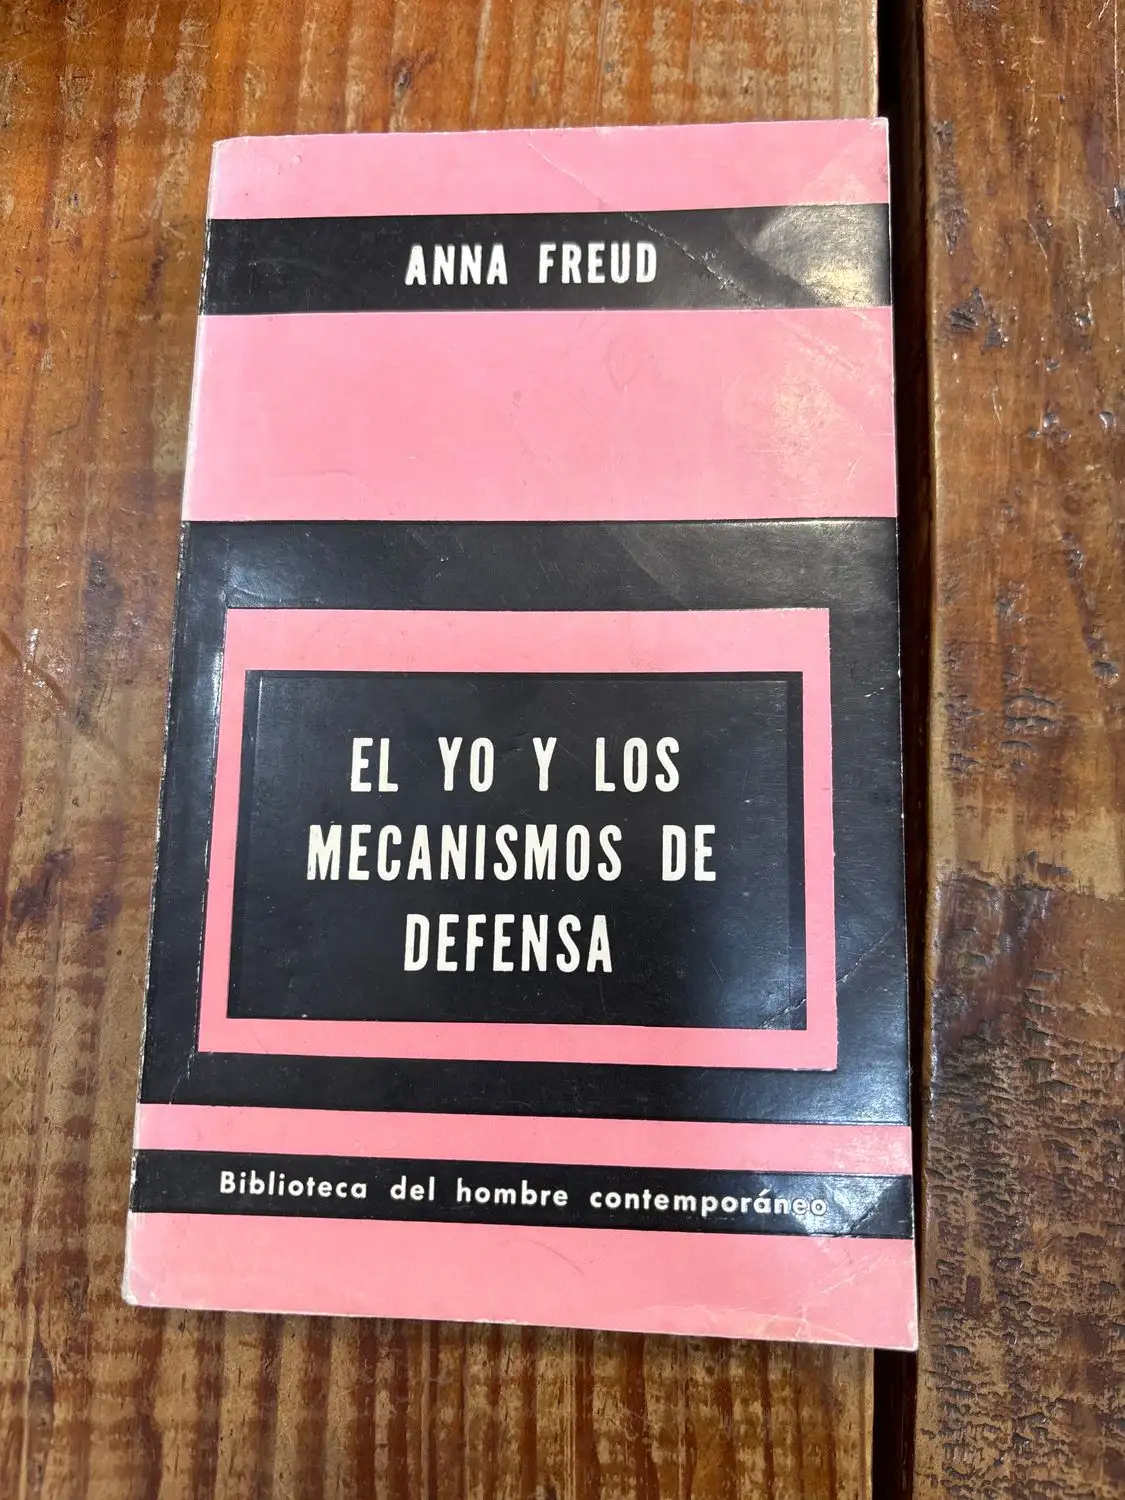 ANNA FREUD
EL YO Y LOS
MECANISMOS DE
DEFENSA
Biblioteca del hombre contemporáneo